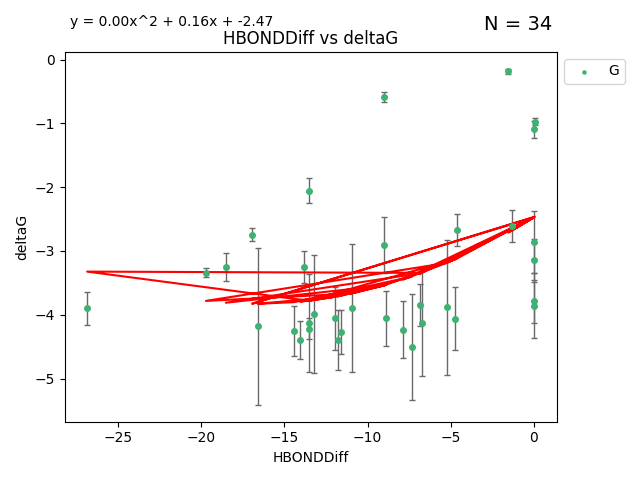 y = 0.00x^2 + 0.16x + -2.47
N = 34
HBONDDiff vs deltaG
G
deltaG
0
−1
−2
−3
−4
−5
−25
−20
−15
−10
−5
0
HBONDDiff